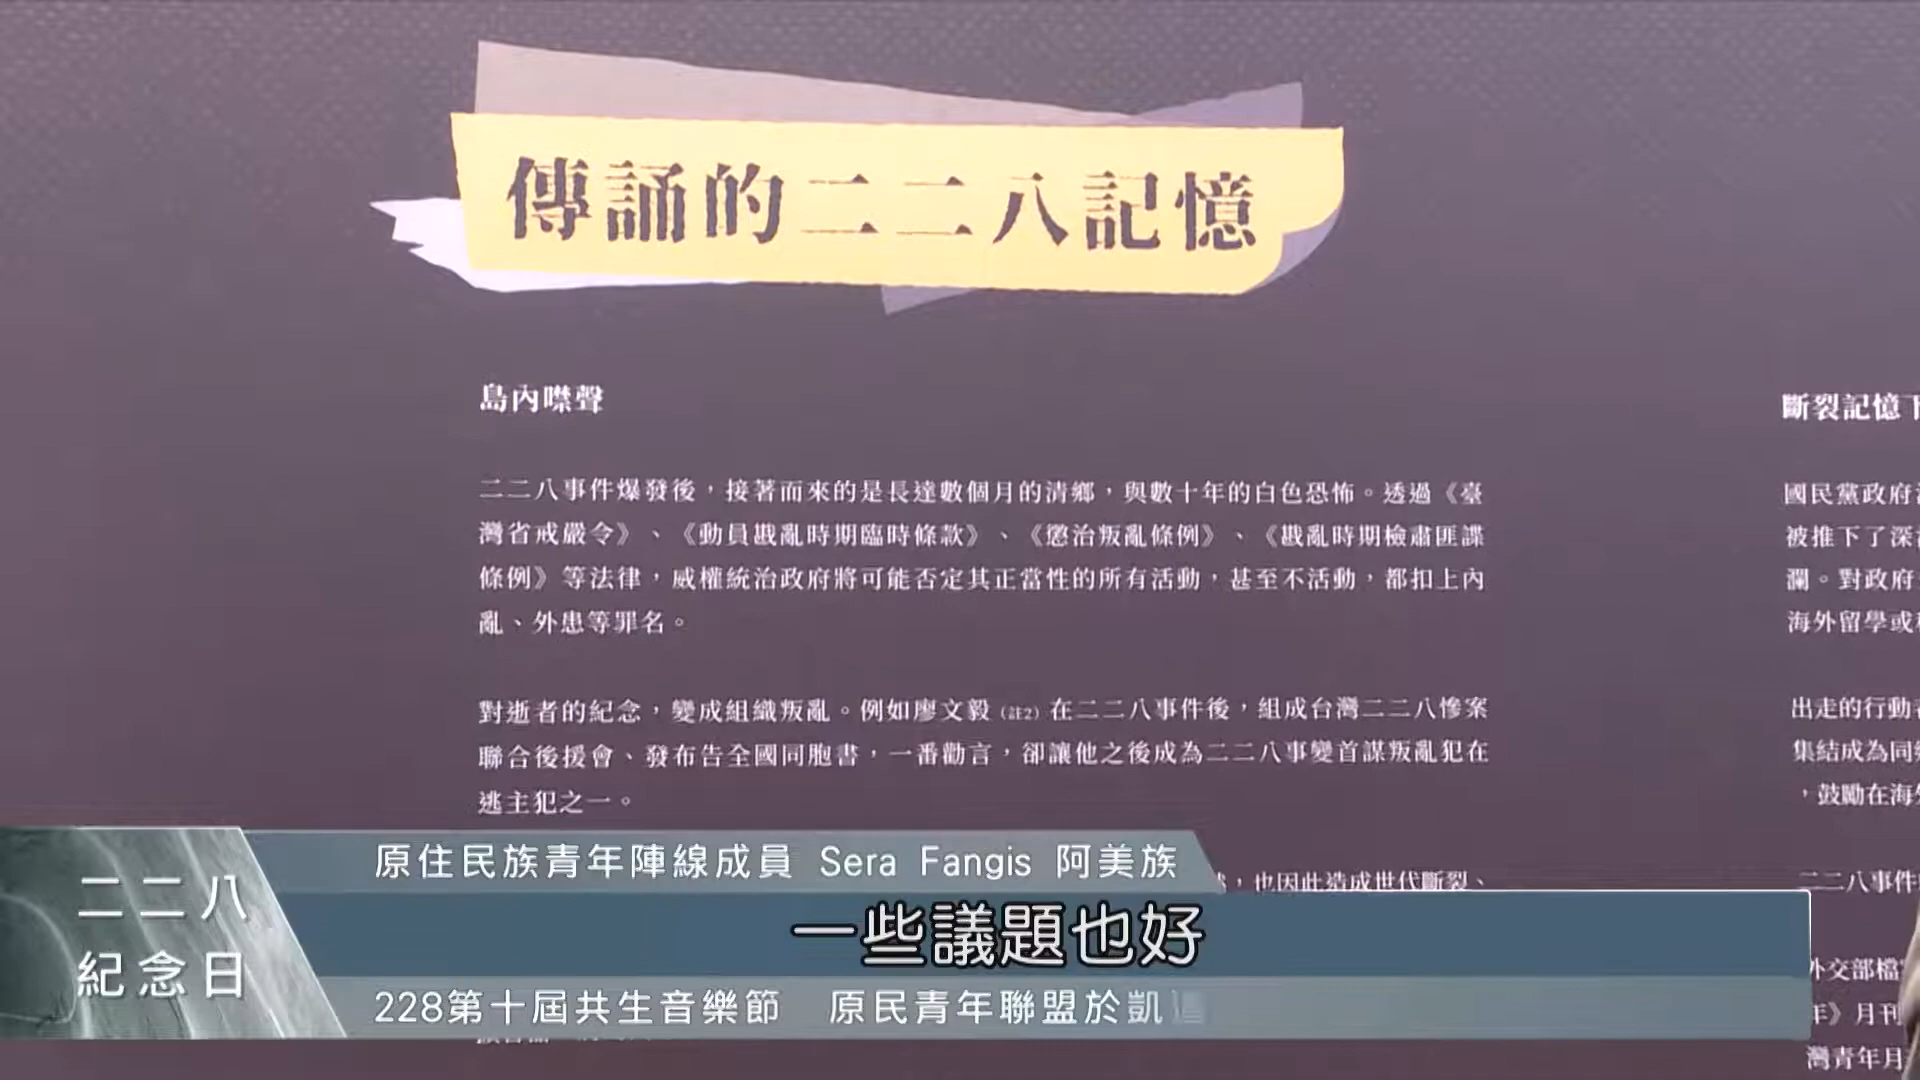 傳誦的二二八記憶
島內噤聲
二二八事件爆發後，接著而來的是長達數個月的清鄉，與數十年的白色恐怖。透過《臺
灣省戒嚴令》、《動員戡亂時期臨時條款》、《懲治叛亂條例》、《戡亂時期檢肅匪諜
條例》等法律，威權統治政府將可能否定其正當性的所有活動，甚至不活動，都扣上內
亂、外患等罪名。
對逝者的紀念，變成組織叛亂。例如廖文毅（註2）在二二八事件後，組成台灣二二八慘案
聯合後援會、發布告全國同胞書，一番勸言，卻讓他之後成為二二八事變首謀叛亂犯在
逃主犯之一。
，也因此造成世代斷裂、
斷裂記憶
國民黨政府
被推下了深
瀾。對政府
海外留學或
出走的行動
集結成為同
，鼓勵在海
二二八事件
外交部檔
年》月刊
灣青年月
二二八
紀念日
原住民族青年陣線成員 Sera Fangis 阿美族
一些議題也好
228第十屆共生音樂節 原民青年聯盟於凱道